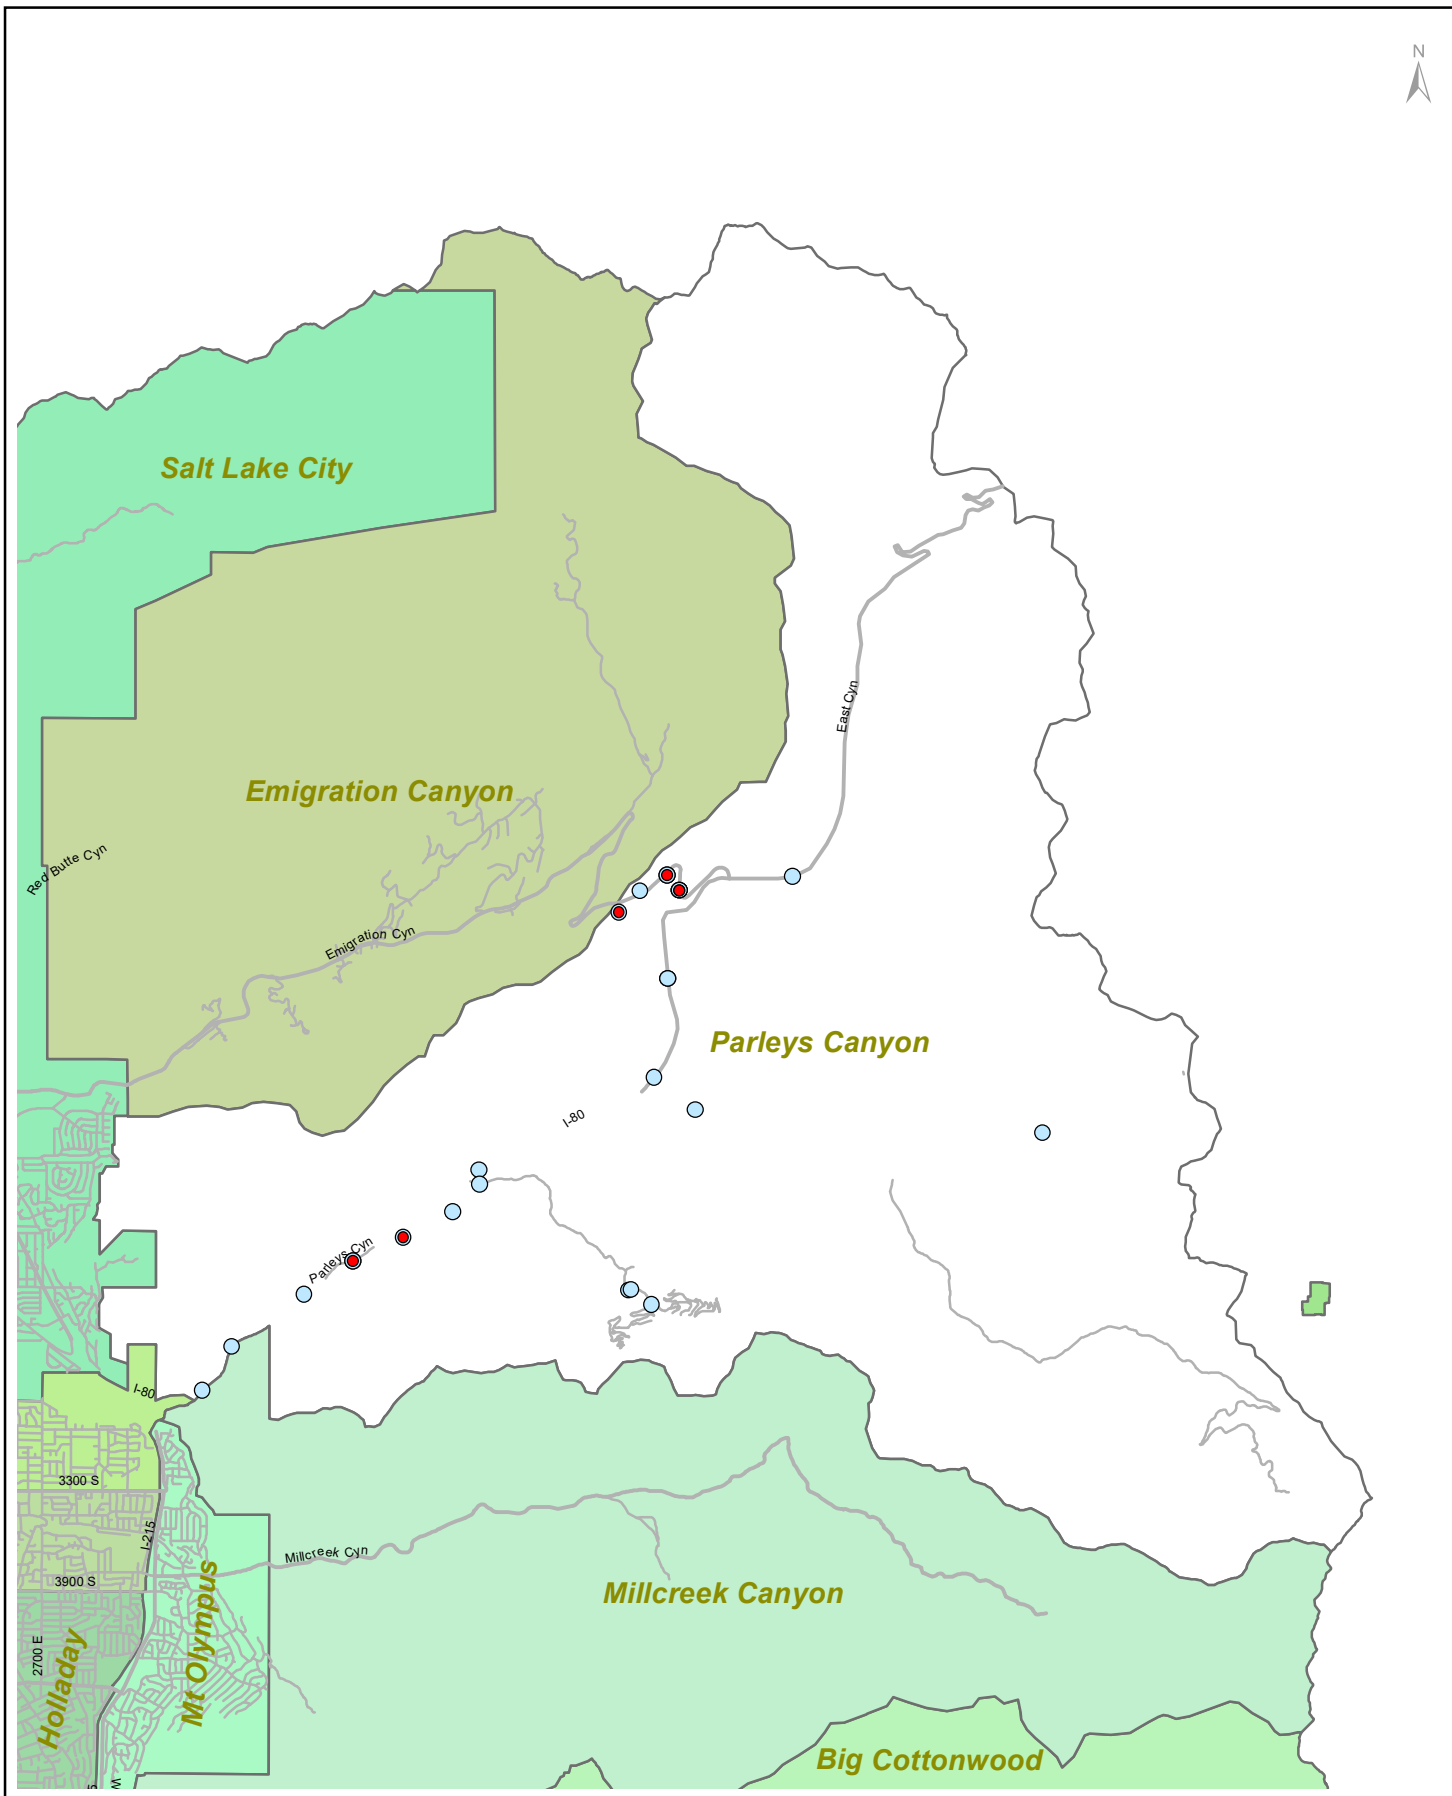 N
Salt Lake City
East Cyn
Emigration Canyon
Red Butte Cyn
Emigration Cyn
Parleys Canyon
I-80
Parleys Cyn
I-80
3300 S
I-215
Millcreek Cyn
3900 S
Millcreek Canyon
Mt Olympus
2700 E
Holladay
Big Cottonwood